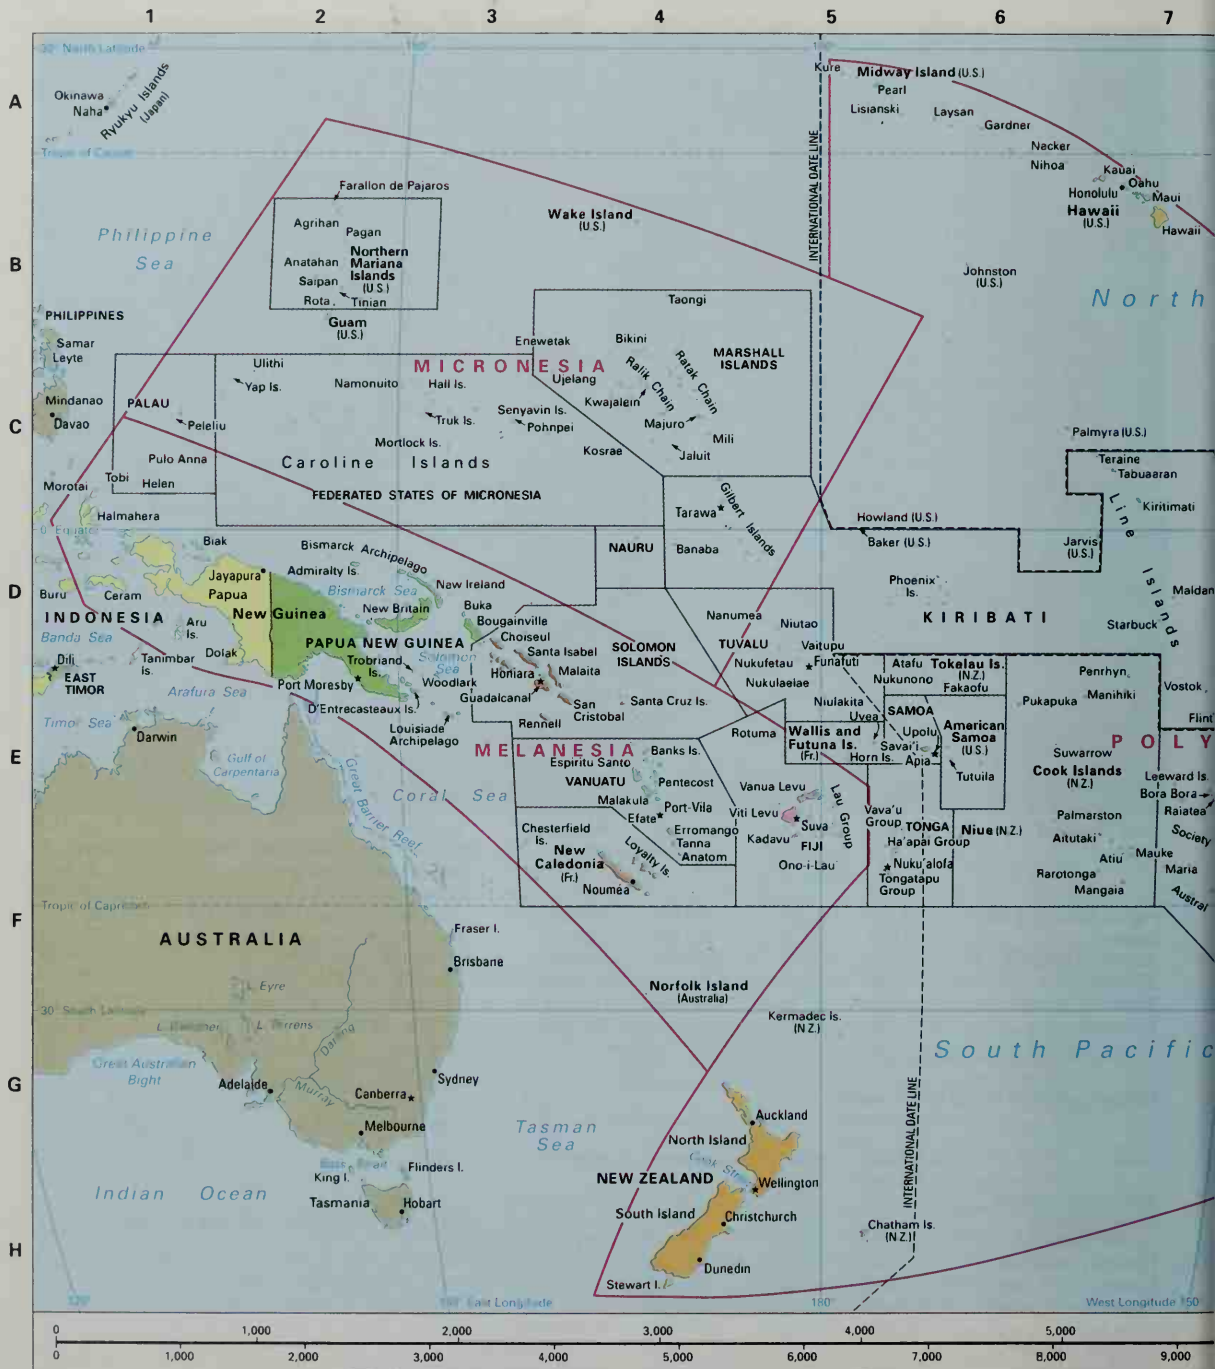 1 2 3 4 5 6 7
A
B
C
D
E
F
G
H
30° North Latitude
150°
180°
Okinawa
Naha
Ryukyu Islands
(Japan)
Kure
Midway Island (U.S.)
Pearl
Lisianski
Laysan
Gardner
Necker
Nihoa
Kauai
Oahu
Honolulu
Maui
Hawaii
(U.S.)
Hawaii
INTERNATIONAL DATE LINE
Farallon de Pajaros
Agrihan
Pagan
Anatahan
Northern
Mariana
Islands
(U.S.)
Saipan
Rota
Tinian
Guam
(U.S.)
Wake Island
(U.S.)
Philippine
Sea
Johnston
(U.S.)
North
Taongi
Enewetak
Bikini
MARSHALL
ISLANDS
Ujelang
Ralik Chain
Ratak Chain
Kwajalein
Majuro
Mili
Jaluit
PHILIPPINES
Samar
Leyte
Mindanao
Davao
MICRONESIA
Ulithi
Yap Is.
Namonuito
Hall Is.
PALAU
Peleliu
Truk Is.
Senyavin Is.
Pohnpei
Mortlock Is.
Kosrae
Pulo Anna
Caroline Islands
Tobi
Helen
FEDERATED STATES OF MICRONESIA
Morotai
Halmahera
0° Equator
Palmyra (U.S.)
Teraine
Tabuaeran
Kiritimati
Line
Islands
Jarvis
(U.S.)
Howland (U.S.)
Baker (U.S.)
Tarawa
Gilbert Islands
NAURU
Banaba
Biak
Bismarck Archipelago
Jayapura
Admiralty Is.
Papua
Bismarck Sea
New Ireland
Buru
Ceram
New Guinea
New Britain
Buka
Bougainville
INDONESIA
Aru
Is.
PAPUA NEW GUINEA
Choiseul
Santa Isabel
Banda Sea
Dolak
Solomon
Sea
Malaita
SOLOMON
ISLANDS
Dili
EAST
TIMOR
Tanimbar
Is.
Trobriand
Is.
Woodlark
Honiara
Guadalcanal
San
Cristobal
Santa Cruz Is.
Rennell
Arafura Sea
Port Moresby
D'Entrecasteaux Is.
Louisiade
Archipelago
Phoenix
Is.
KIRIBATI
Malden
Starbuck
Nanumea
Niutao
TUVALU
Vaitupu
Nukufetau
Funafuti
Nukulaelae
Niulakita
Atafu
Nukunono
Tokelau Is.
(N.Z.)
Fakaofu
Penrhyn
Pukapuka
Manihiki
Vostok
Flint
Timor Sea
Darwin
Gulf of
Carpentaria
Great Barrier Reef
Coral Sea
MELANESIA
Banks Is.
Espiritu Santo
VANUATU
Pentecost
Malakula
Efate
Port-Vila
Erromango
Tanna
Anatom
Chesterfield
Is.
New
Caledonia
(Fr.)
Loyalty Is.
Nouméa
Rotuma
Uvea
Wallis and
Futuna Is.
(Fr.)
Horn Is.
SAMOA
Upolu
Savai'i
Apia
American
Samoa
(U.S.)
Tutuila
Vanua Levu
Viti Levu
Suva
Kadavu
FIJI
Lau Group
Ono-i-Lau
Vava'u
Group
TONGA
Ha'apai Group
Nuku'alofa
Tongatapu
Group
Niue (N.Z.)
POLY
Suwarrow
Cook Islands
(N.Z.)
Palmarston
Aitutaki
Atiu
Mauke
Rarotonga
Mangaia
Leeward Is.
Bora Bora
Raiatea
Society
Maria
Austral
AUSTRALIA
Fraser I.
Brisbane
L. Eyre
L. Torrens
Darling
Murray
30° South Latitude
Great Australian
Bight
Adelaide
Canberra
Sydney
Melbourne
King I.
Flinders I.
Tasmania
Hobart
Indian Ocean
Tasman
Sea
Norfolk Island
(Australia)
Kermadec Is.
(N.Z.)
South Pacific
INTERNATIONAL DATE LINE
Auckland
North Island
NEW ZEALAND
Wellington
South Island
Christchurch
Dunedin
Stewart I.
Chatham Is.
(N.Z.)
120°
150° East Longitude
180°
West Longitude 150
0 1,000 2,000 3,000 4,000 5,000
0 1,000 2,000 3,000 4,000 5,000 6,000 7,000 8,000 9,000